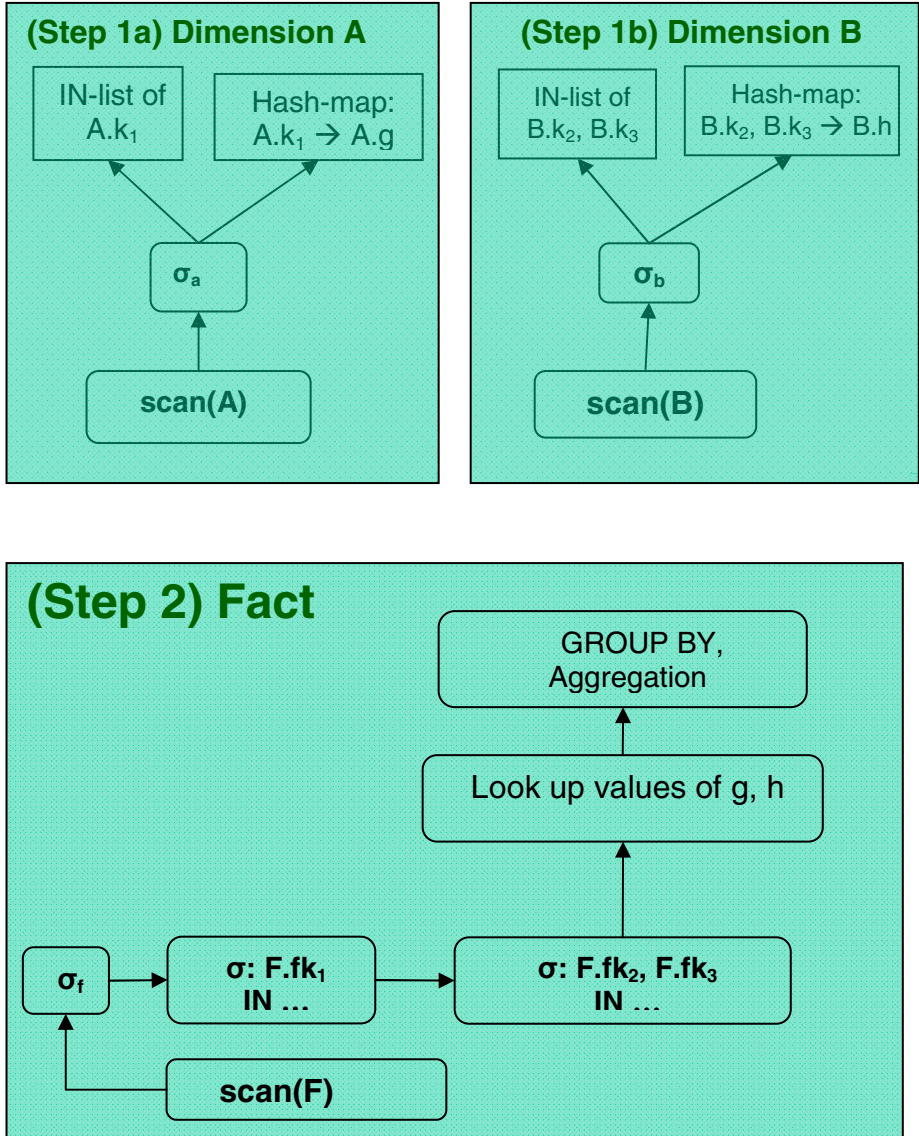 (Step 1a) Dimension A
IN-list of
A.k₁
Hash-map:
A.k₁ → A.g
σₐ
scan(A)
(Step 1b) Dimension B
IN-list of
B.k₂, B.k₃
Hash-map:
B.k₂, B.k₃ → B.h
σb
scan(B)
(Step 2) Fact
GROUP BY,
Aggregation
Look up values of g, h
σf
σ: F.fk₁
IN ...
σ: F.fk₂, F.fk₃
IN ...
scan(F)